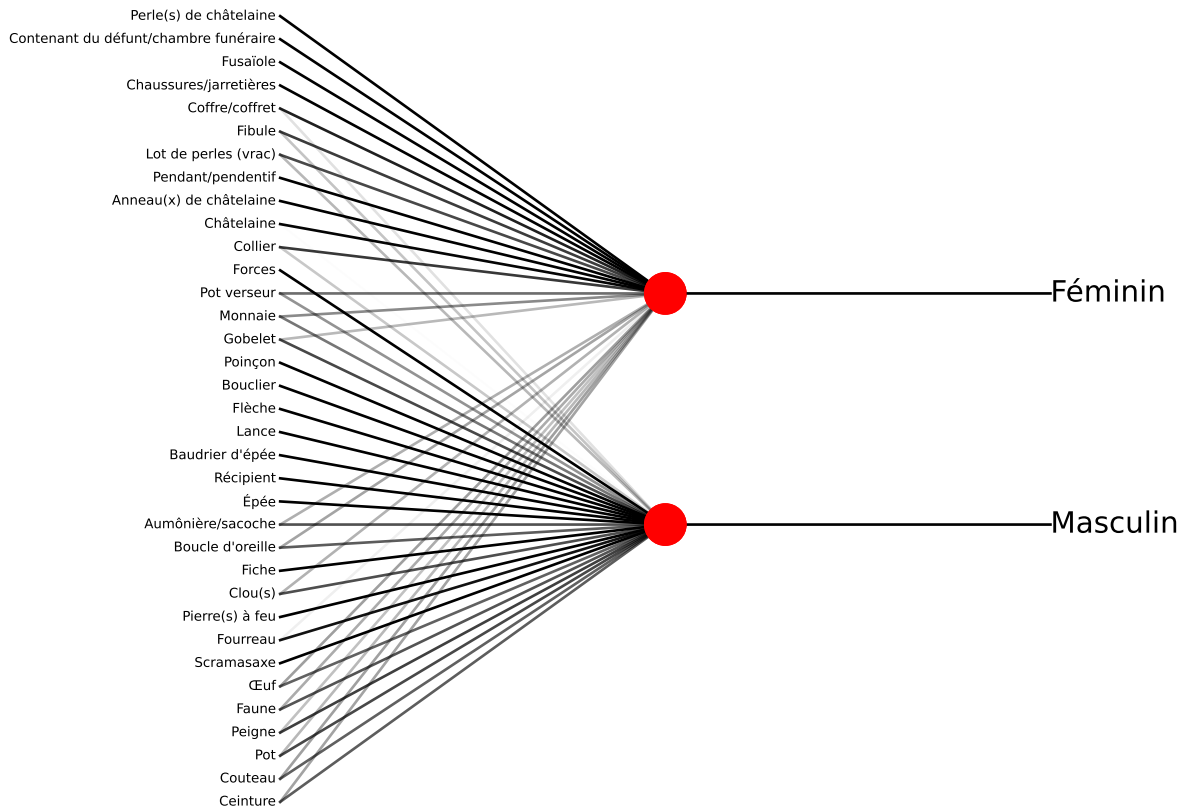 Perle(s) de châtelaine
Contenant du défunt/chambre funéraire
Fusaïole
Chaussures/jarretières
Coffre/coffret
Fibule
Lot de perles (vrac)
Pendant/pendentif
Anneau(x) de châtelaine
Châtelaine
Collier
Forces
Pot verseur
Monnaie
Gobelet
Poinçon
Bouclier
Flèche
Lance
Baudrier d'épée
Récipient
Épée
Aumônière/sacoche
Boucle d'oreille
Fiche
Clou(s)
Pierre(s) à feu
Fourreau
Scramasaxe
Œuf
Faune
Peigne
Pot
Couteau
Ceinture
Féminin
Masculin